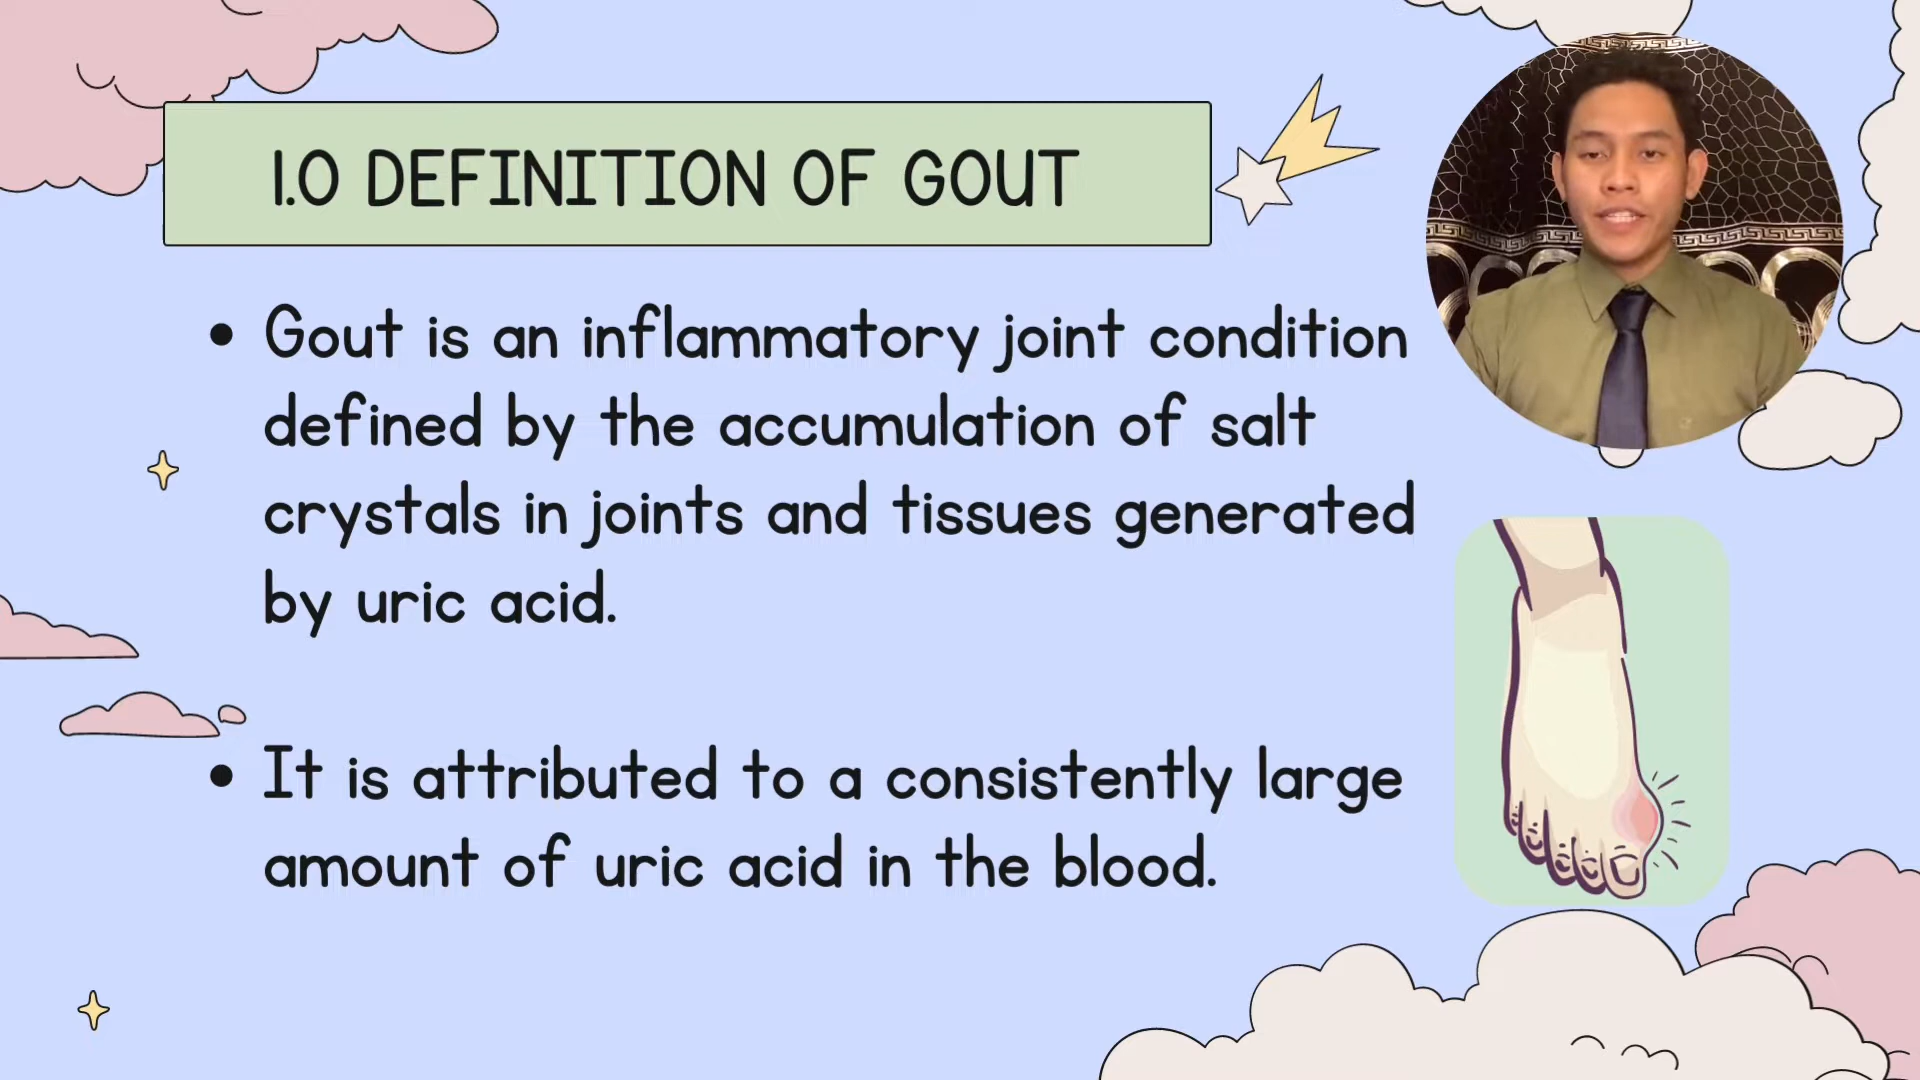 1.0 DEFINITION OF GOUT
• Gout is an inflammatory joint condition
defined by the accumulation of salt
crystals in joints and tissues generated
by uric acid.
• It is attributed to a consistently large
amount of uric acid in the blood.